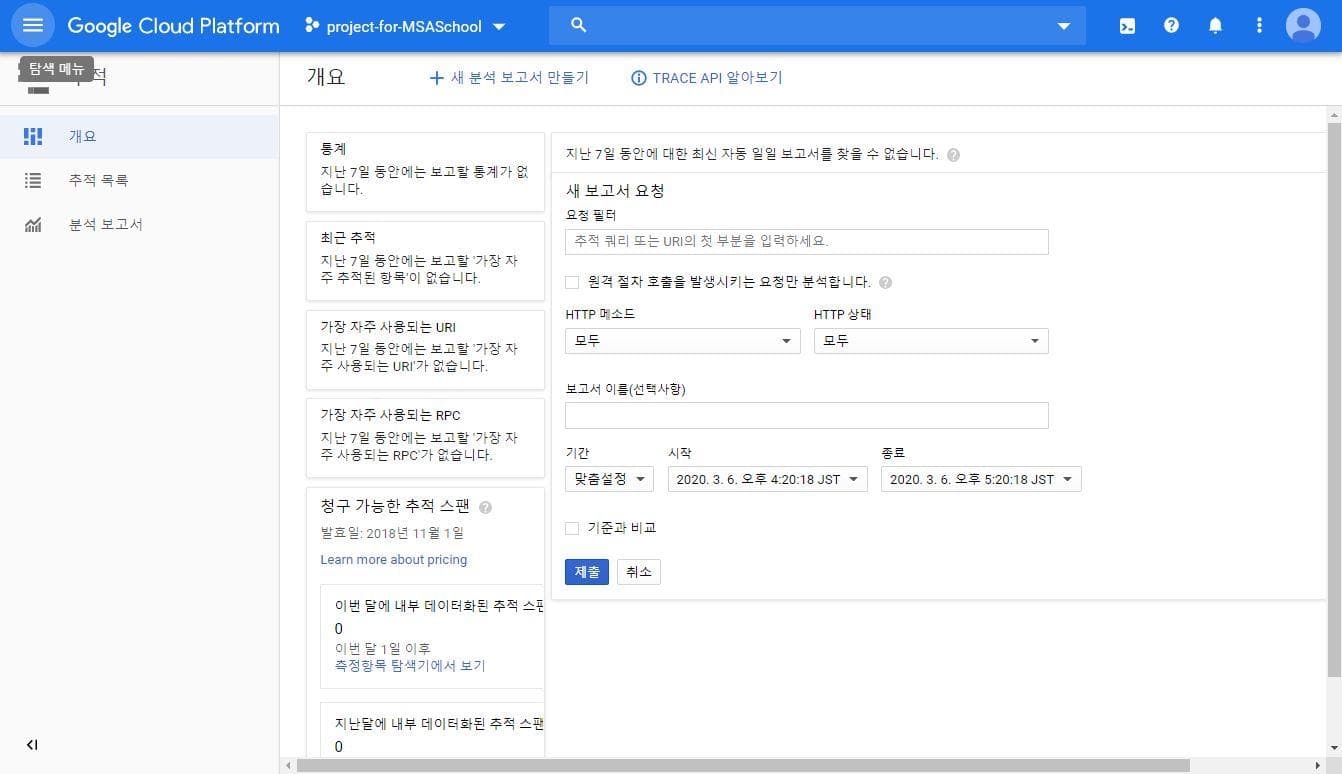 Google Cloud Platform
project-for-MSASchool
탐색 메뉴
적
개요
추적 목록
분석 보고서
개요
새 분석 보고서 만들기
TRACE API 알아보기
통계
지난 7일 동안에는 보고할 통계가 없
습니다.
최근 추적
지난 7일 동안에는 보고할 '가장 자
주 추적된 항목'이 없습니다.
가장 자주 사용되는 URI
지난 7일 동안에는 보고할 '가장 자
주 사용되는 URI'가 없습니다.
가장 자주 사용되는 RPC
지난 7일 동안에는 보고할 '가장 자
주 사용되는 RPC'가 없습니다.
청구 가능한 추적 스팬
발효일: 2018년 11월 1일
Learn more about pricing
이번 달에 내부 데이터화된 추적 스팬
0
이번 달 1일 이후
측정항목 탐색기에서 보기
지난달에 내부 데이터화된 추적 스팬
0
지난 7일 동안에 대한 최신 자동 일일 보고서를 찾을 수 없습니다.
새 보고서 요청
요청 필터
추적 쿼리 또는 URI의 첫 부분을 입력하세요.
원격 절차 호출을 발생시키는 요청만 분석합니다.
HTTP 메소드 HTTP 상태
모두 모두
보고서 이름(선택사항)
기간 시작 종료
맞춤설정 2020. 3. 6. 오후 4:20:18 JST 2020. 3. 6. 오후 5:20:18 JST
기준과 비교
제출 취소